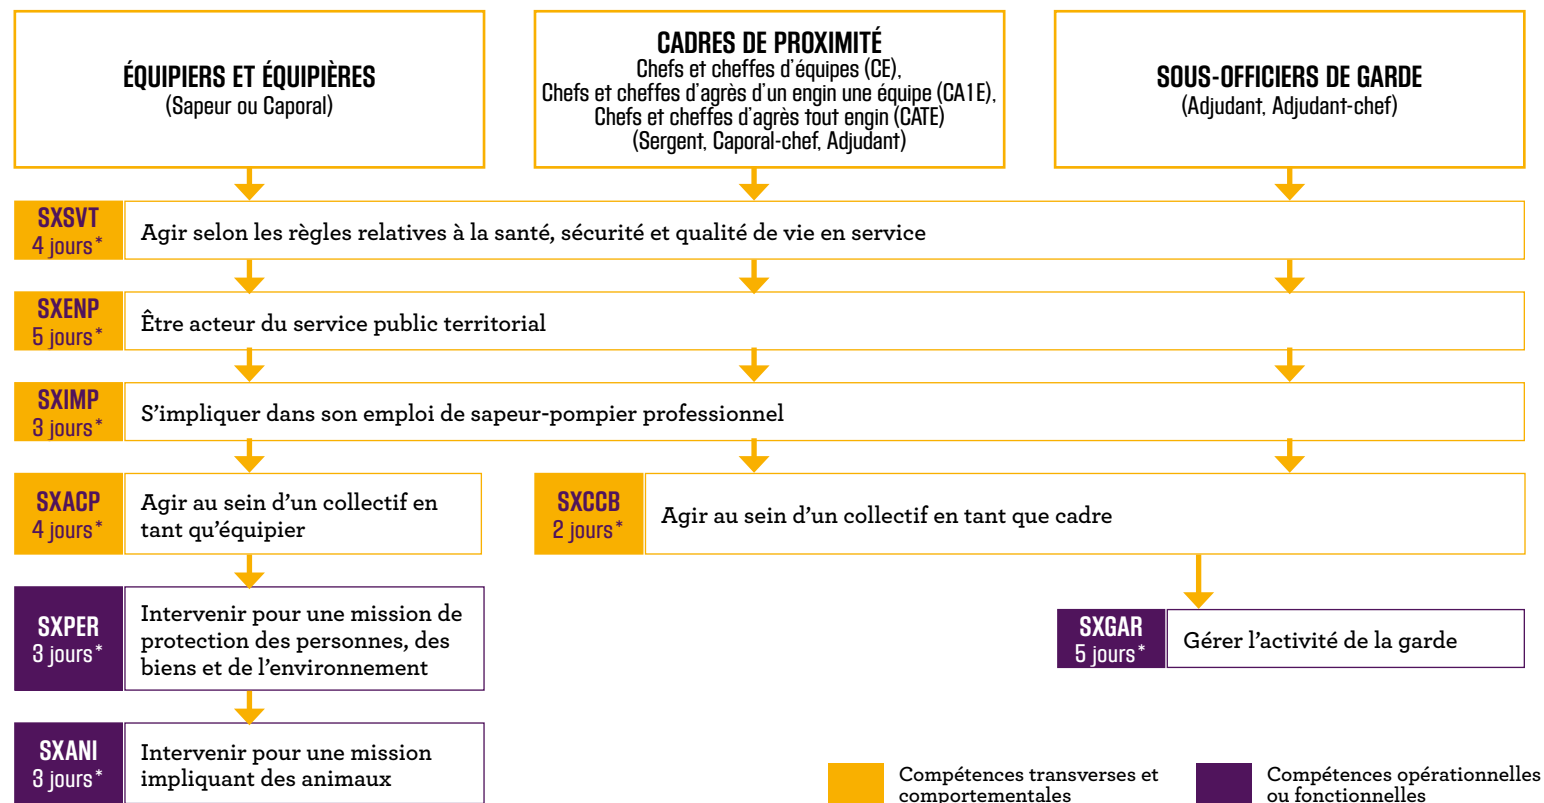 ÉQUIPIERS ET ÉQUIPIÈRES
(Sapeur ou Caporal)
CADRES DE PROXIMITÉ
Chefs et cheffes d'équipes (CE),
Chefs et cheffes d'agrès d'un engin une équipe (CA1E),
Chefs et cheffes d'agrès tout engin (CATE)
(Sergent, Caporal-chef, Adjudant)
SOUS-OFFICIERS DE GARDE
(Adjudant, Adjudant-chef)
SXSVT
4 jours*
Agir selon les règles relatives à la santé, sécurité et qualité de vie en service
SXENP
5 jours*
Être acteur du service public territorial
SXIMP
3 jours*
S'impliquer dans son emploi de sapeur-pompier professionnel
SXACP
4 jours*
Agir au sein d'un collectif en
tant qu'équipier
SXCCB
2 jours*
Agir au sein d'un collectif en tant que cadre
SXPER
3 jours*
Intervenir pour une mission de
protection des personnes, des
biens et de l'environnement
SXGAR
5 jours*
Gérer l'activité de la garde
SXANI
3 jours*
Intervenir pour une mission
impliquant des animaux
Compétences transverses et
comportementales
Compétences opérationnelles
ou fonctionnelles